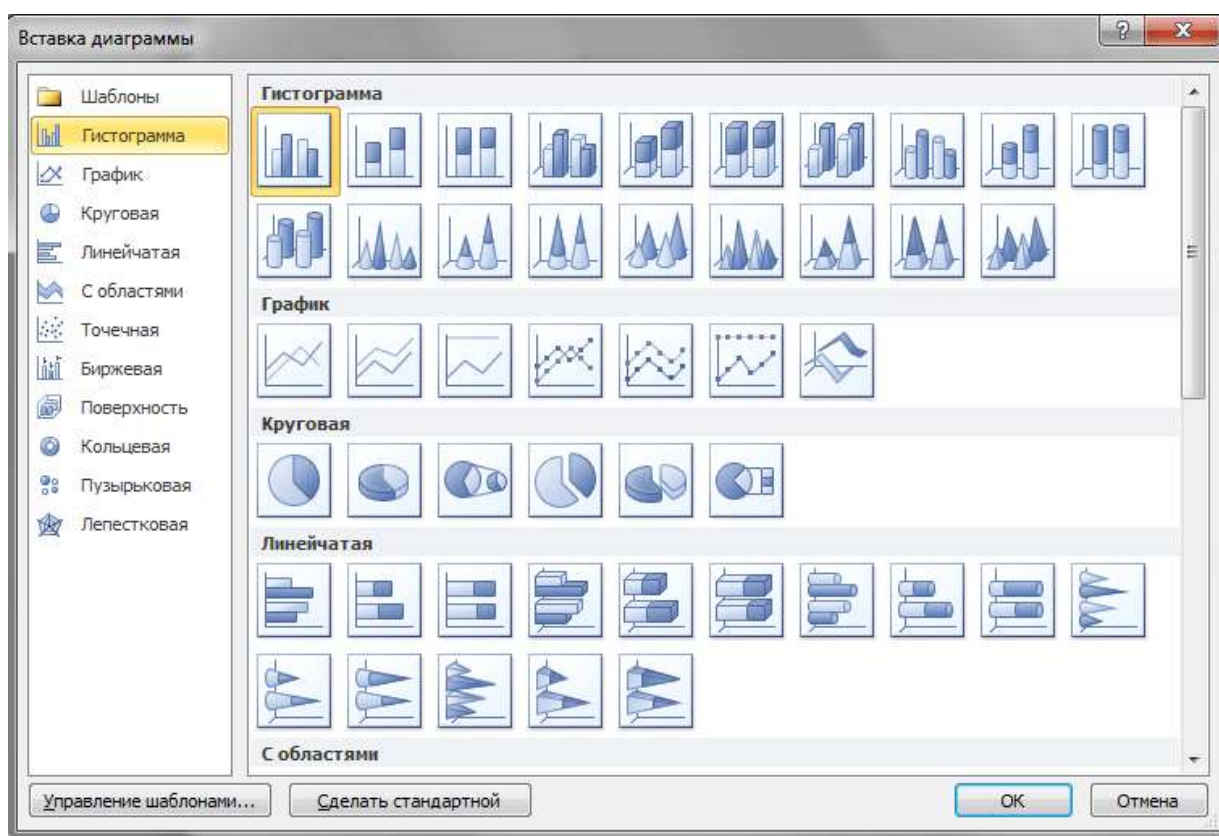 Вставка диаграммы
Шаблоны
Гистограмма
График
Круговая
Линейчатая
С областями
Точечная
Биржевая
Поверхность
Кольцевая
Пузырьковая
Лепестковая
Гистограмма
График
Круговая
Линейчатая
С областями
Управление шаблонами...
Сделать стандартной
ОК
Отмена